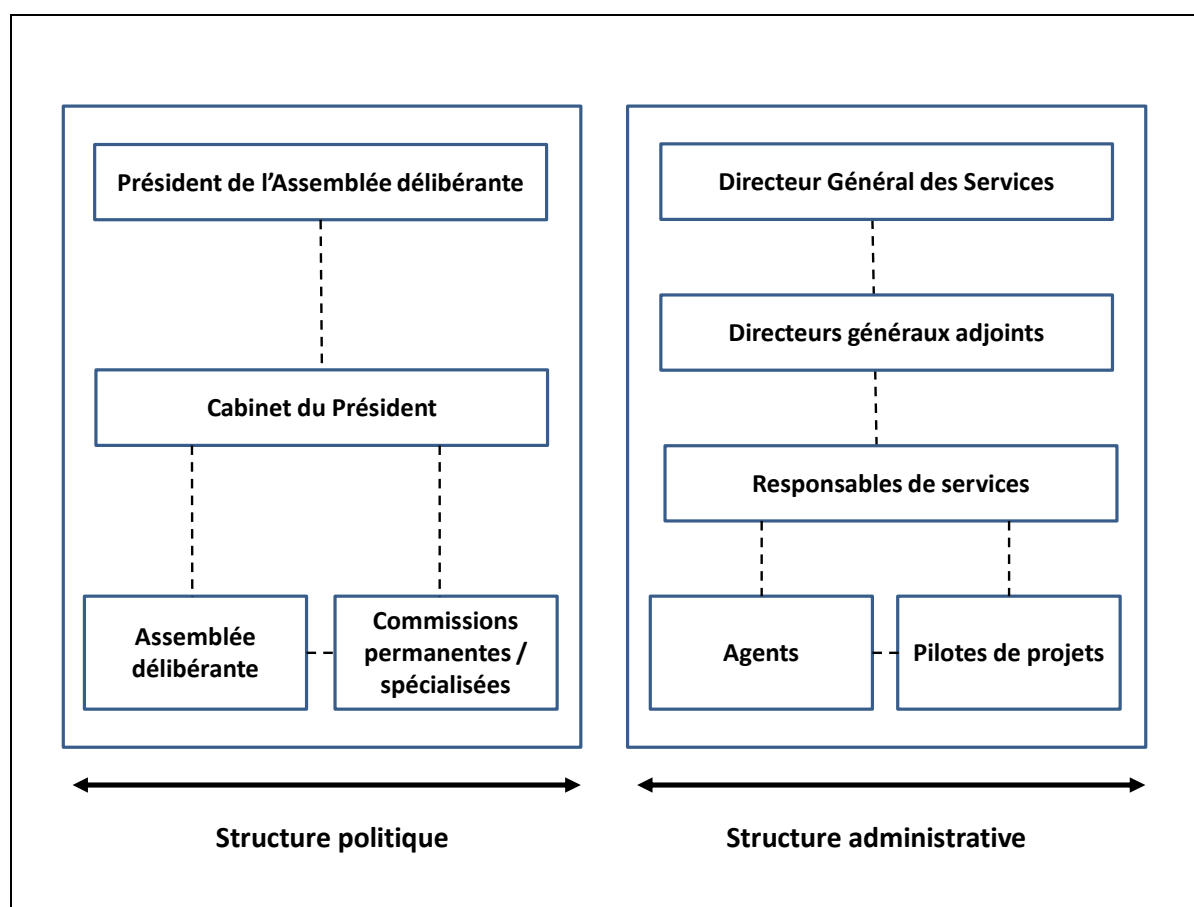 Président de l'Assemblée délibérante
Cabinet du Président
Assemblée
délibérante
Commissions
permanentes /
spécialisées
Structure politique
Directeur Général des Services
Directeurs généraux adjoints
Responsables de services
Agents
Pilotes de projets
Structure administrative